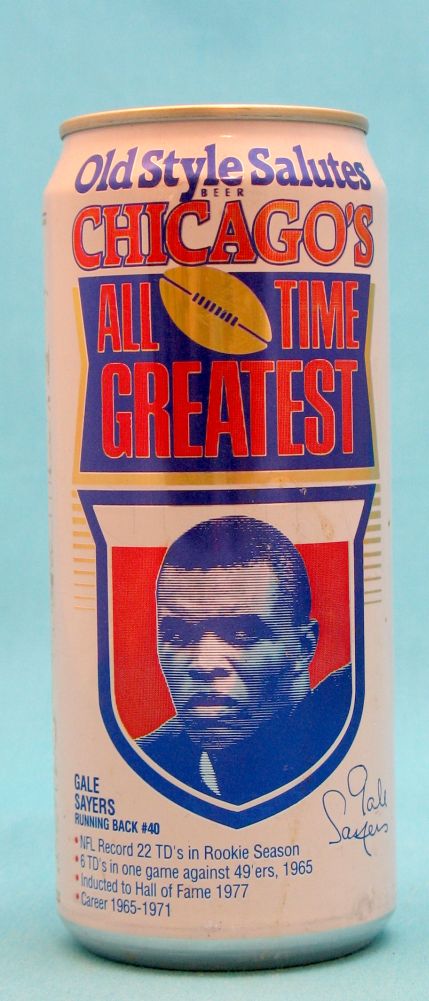 Old Style Salutes
BEER
CHICAGO'S
ALL TIME
GREATEST
GALE
SAYERS
RUNNING BACK #40
• NFL Record 22 TD's in Rookie Season
• 6 TD's in one game against 49'ers, 1965
• Inducted to Hall of Fame 1977
• Career 1965-1971
Gale
Sayers